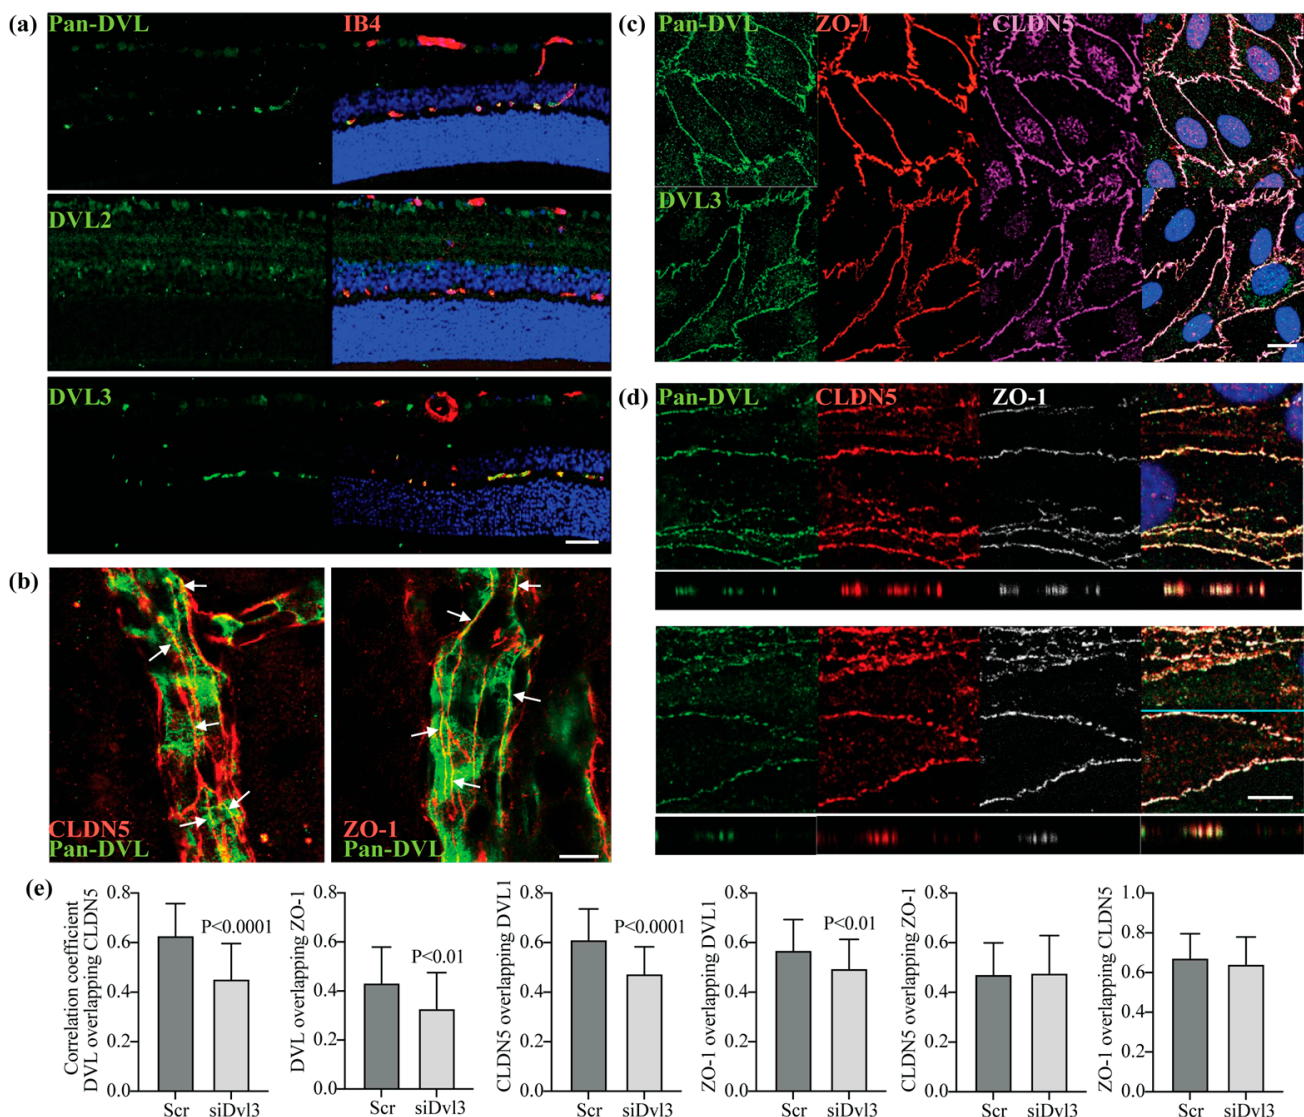 (a)
Pan-DVL
IB4
DVL2
DVL3
(b)
CLDN5
Pan-DVL
ZO-1
Pan-DVL
(c)
Pan-DVL
ZO-1
CLDN5
DVL3
(d)
Pan-DVL
CLDN5
ZO-1
(e)
Correlation coefficient
DVL overlapping CLDN5
0.8
0.6
0.4
0.2
0.0
P<0.0001
Scr
siDvl3
DVL overlapping ZO-1
0.8
0.6
0.4
0.2
0.0
P<0.01
Scr
siDvl3
CLDN5 overlapping DVL1
0.8
0.6
0.4
0.2
0.0
P<0.0001
Scr
siDvl3
ZO-1 overlapping DVL1
0.8
0.6
0.4
0.2
0.0
P<0.01
Scr
siDvl3
CLDN5 overlapping ZO-1
0.8
0.6
0.4
0.2
0.0
Scr
siDvl3
ZO-1 overlapping CLDN5
1.0
0.8
0.6
0.4
0.2
0.0
Scr
siDvl3